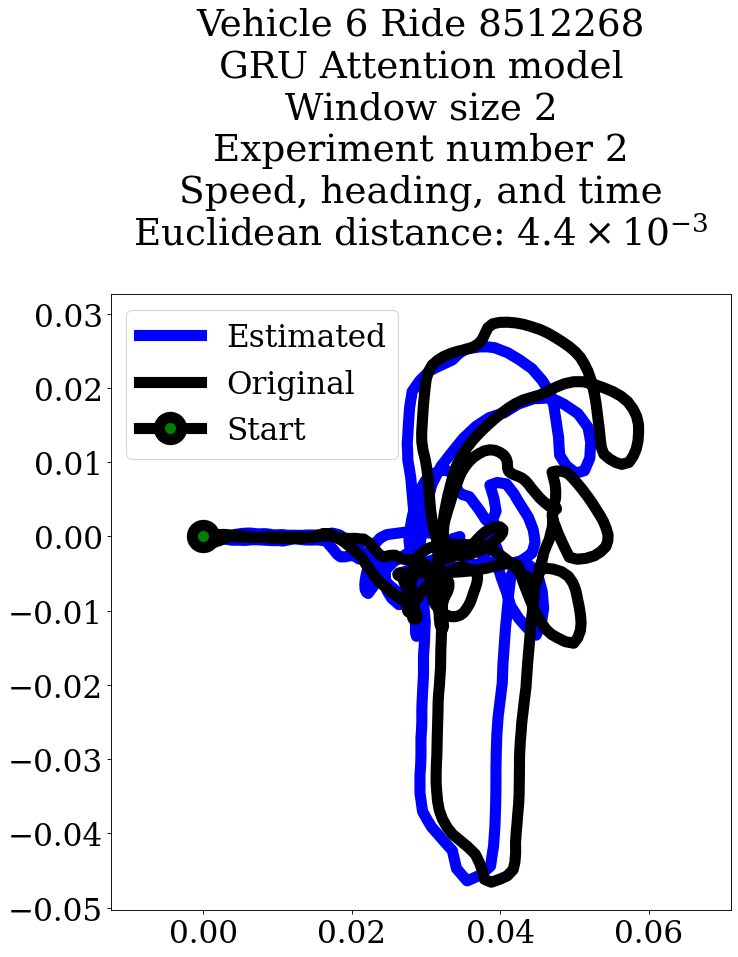 Vehicle 6 Ride 8512268
GRU Attention model
Window size 2
Experiment number 2
Speed, heading, and time
Euclidean distance: 4.4 × 10⁻³
Estimated
Original
Start
0.03
0.02
0.01
0.00
−0.01
−0.02
−0.03
−0.04
−0.05
0.00 0.02 0.04 0.06